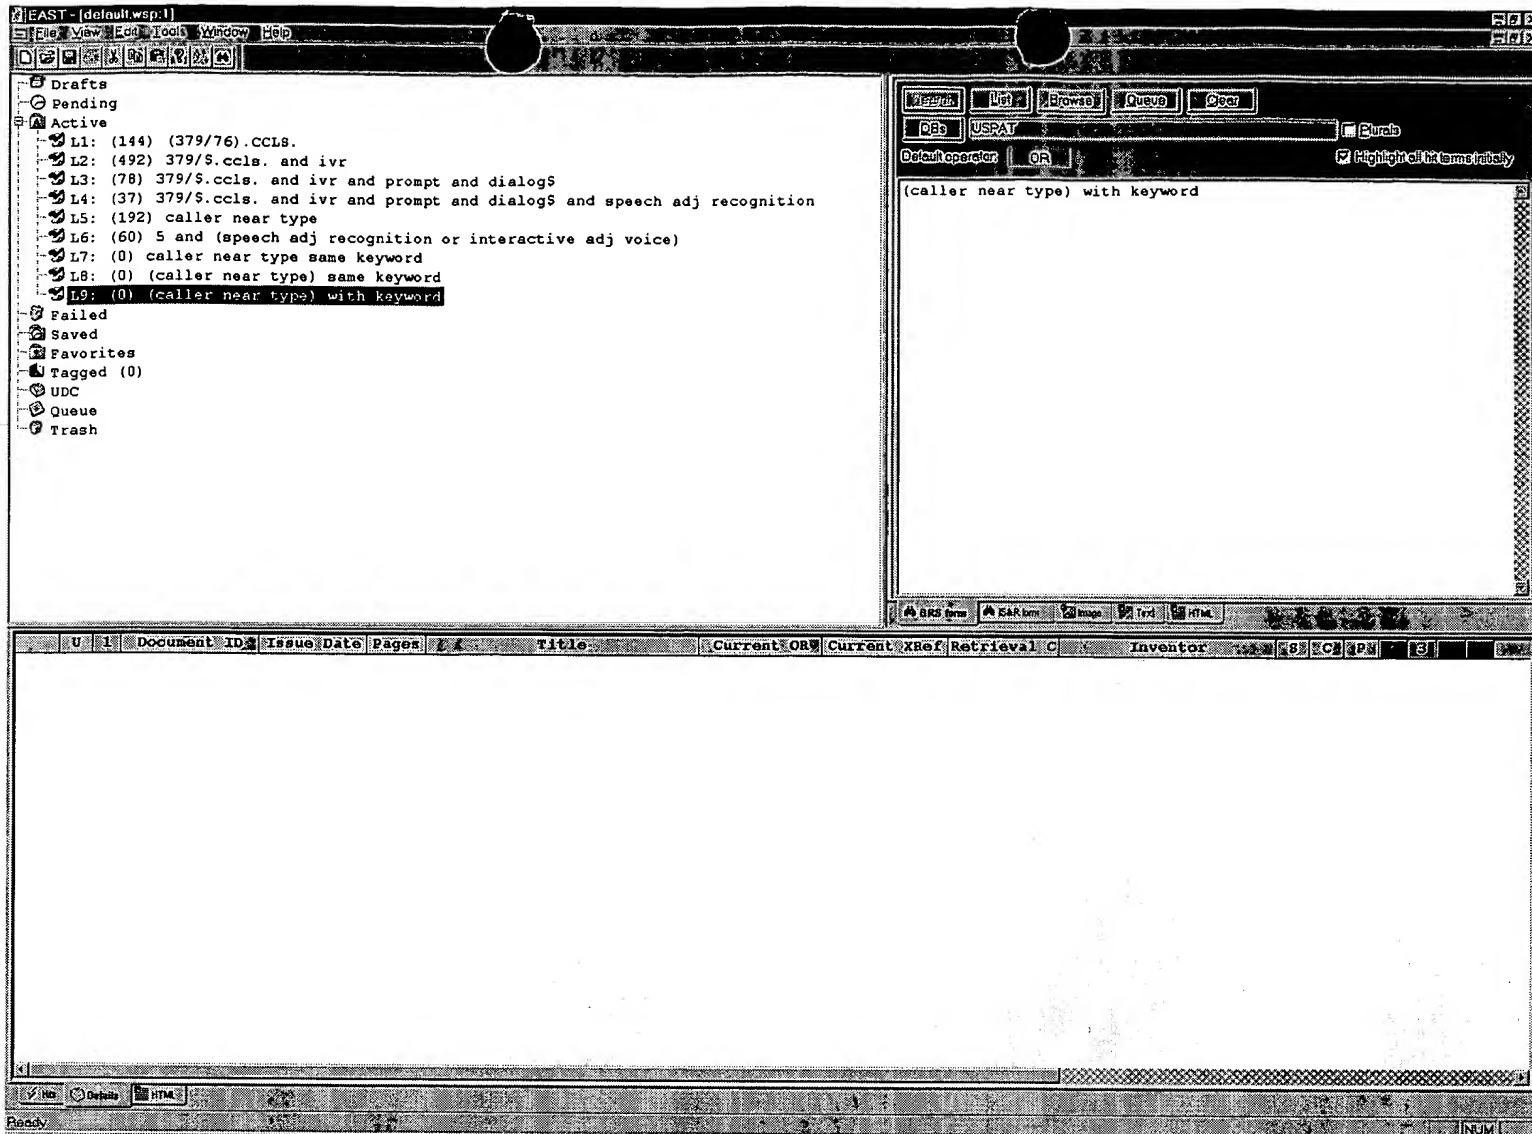 EAST - [default.wsp:1]
File View Edit Tools Window Help
Drafts
Pending
Active
L1: (144) (379/76).CCLS.
L2: (492) 379/$.ccls. and ivr
L3: (78) 379/$.ccls. and ivr and prompt and dialog$
L4: (37) 379/$.ccls. and ivr and prompt and dialog$ and speech adj recognition
L5: (192) caller near type
L6: (60) 5 and (speech adj recognition or interactive adj voice)
L7: (0) caller near type same keyword
L8: (0) (caller near type) same keyword
L9: (0) (caller near type) with keyword
Failed
Saved
Favorites
Tagged (0)
UDC
Queue
Trash
Search List Browse Queue Clear
DBs USPAT Plurals
Default operator: OR Highlight all hit terms initially
(caller near type) with keyword
BRS form IS&R form Image Text HTML
U 1 Document ID Issue Date Pages Title Current OR Current XRef Retrieval C Inventor S C P 3
Hits Details HTML
Ready NUM